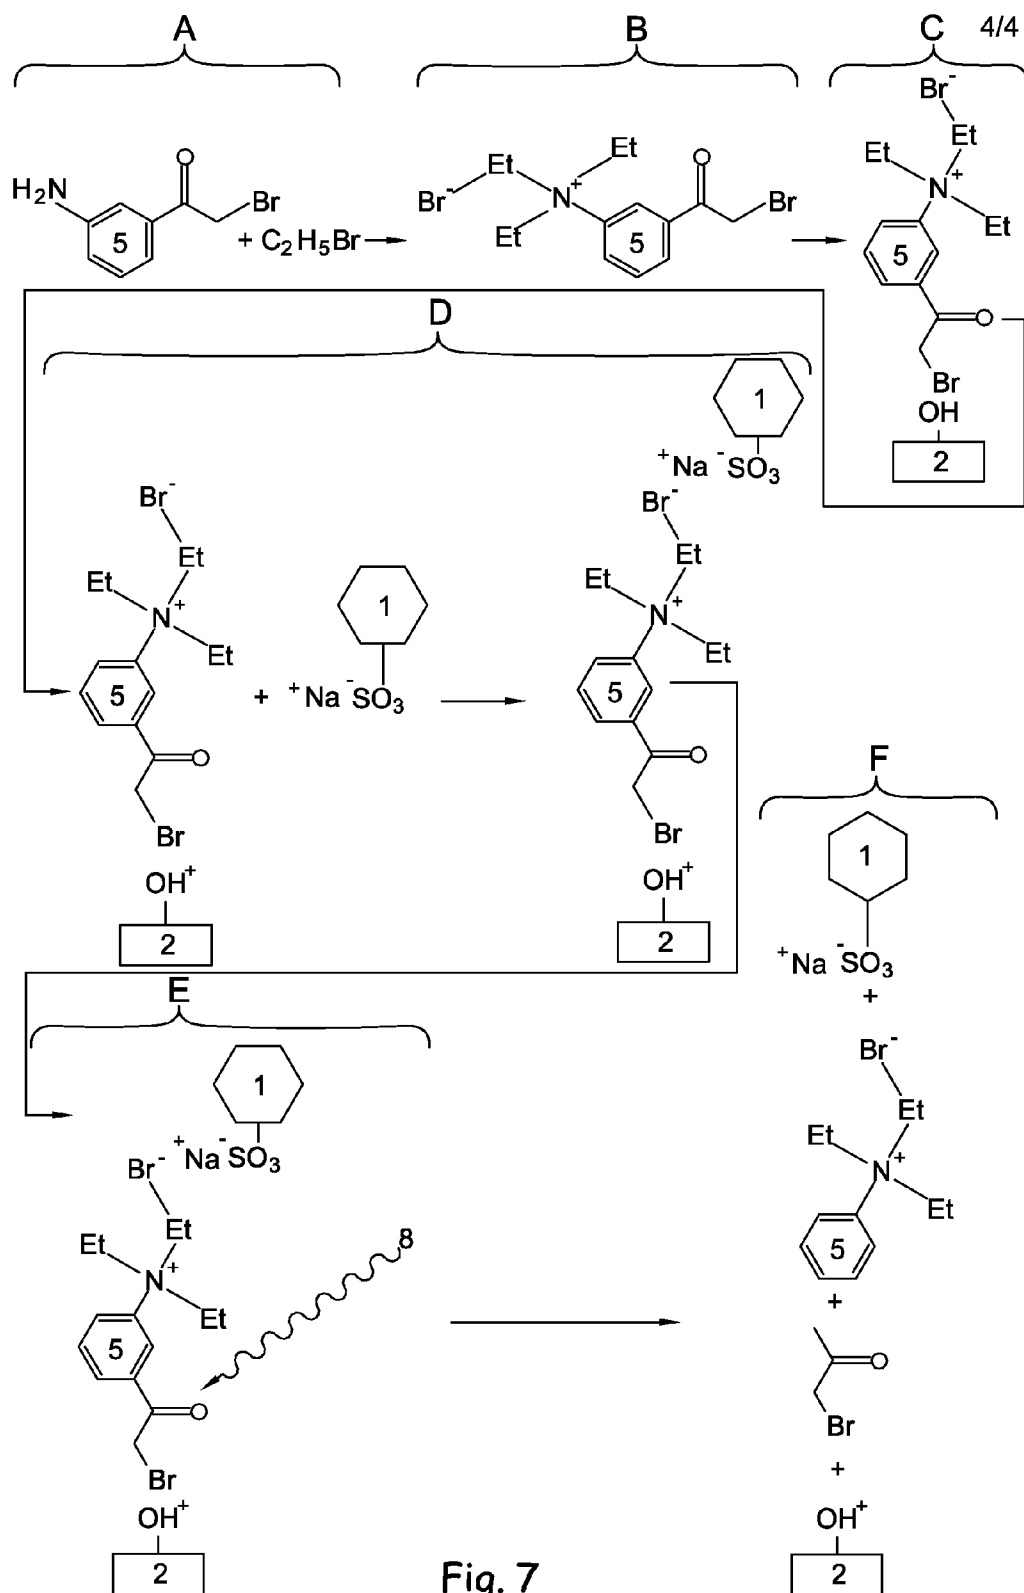 A B C 4/4
Br-
Et
Et N+ Et
5
O
Br
OH
2
H2N O Br
5
+ C2H5Br
Br- Et Et N+ Et O Br
5
D
1
+Na -SO3
Br-
Et
Et N+ Et
5
O
Br
OH+
2
+
1
+Na -SO3
Br-
Et
Et N+ Et
5
O
Br
OH+
2
E
1
+Na -SO3
Br-
Et
Et N+ Et
5
8
O
Br
OH+
2
F
1
+Na -SO3
+
Br-
Et
Et N+ Et
5
+
O
Br
+
OH+
2
Fig. 7